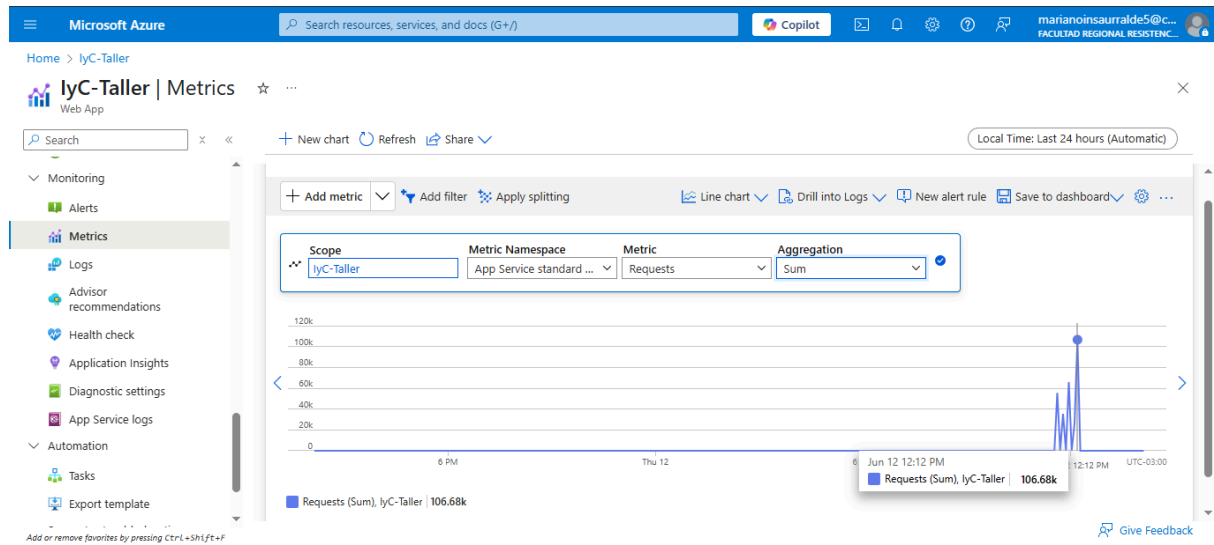 Microsoft Azure
Search resources, services, and docs (G+/)
Copilot
marianoinsaurralde5@c...
FACULTAD REGIONAL RESISTENC...
Home > IyC-Taller
IyC-Taller | Metrics
Web App
Search
New chart
Refresh
Share
Local Time: Last 24 hours (Automatic)
Monitoring
Alerts
Metrics
Logs
Advisor
recommendations
Health check
Application Insights
Diagnostic settings
App Service logs
Automation
Tasks
Export template
Add or remove favorites by pressing Ctrl+Shift+F
Add metric
Add filter
Apply splitting
Line chart
Drill into Logs
New alert rule
Save to dashboard
Scope
IyC-Taller
Metric Namespace
App Service standard ...
Metric
Requests
Aggregation
Sum
120k
100k
80k
60k
40k
20k
0
6 PM
Thu 12
6
12:12 PM
UTC-03:00
Jun 12 12:12 PM
Requests (Sum), IyC-Taller 106.68k
Requests (Sum), IyC-Taller 106.68k
Give Feedback